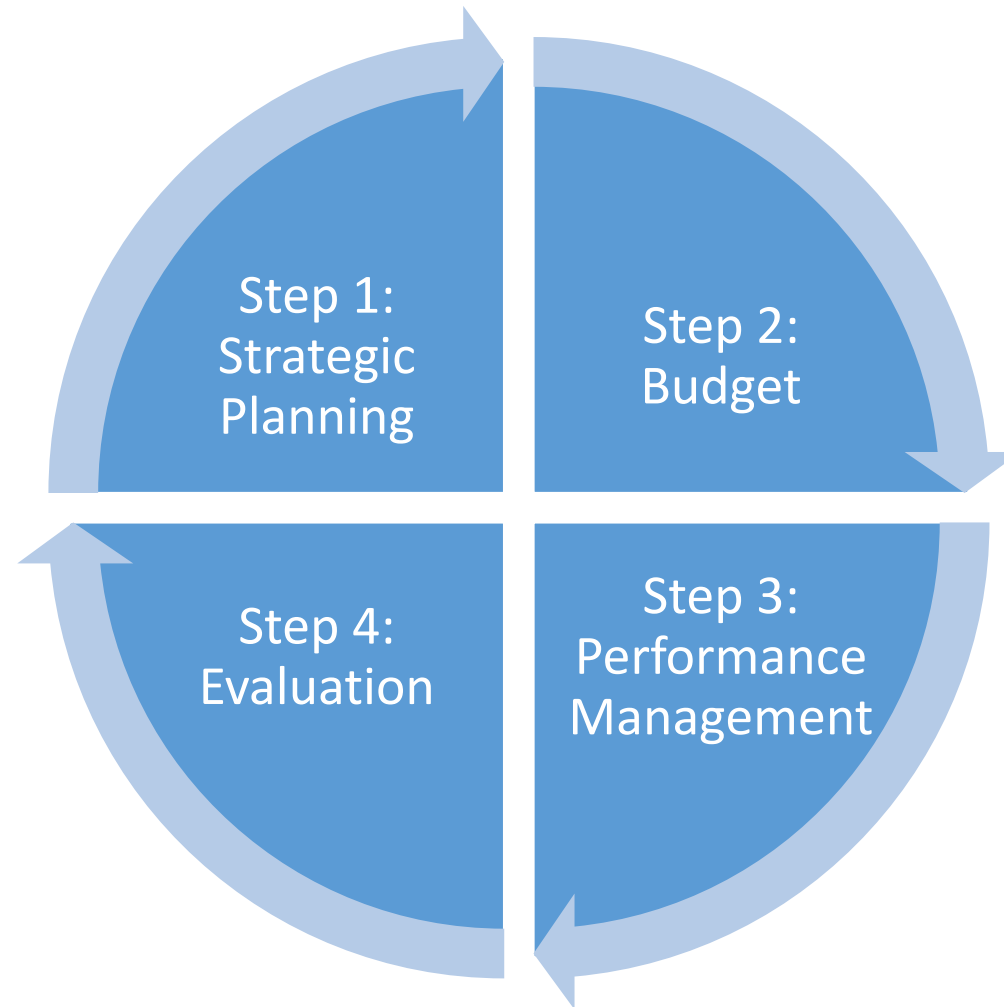 Step 1:
Strategic
Planning
Step 2:
Budget
Step 3:
Performance
Management
Step 4:
Evaluation